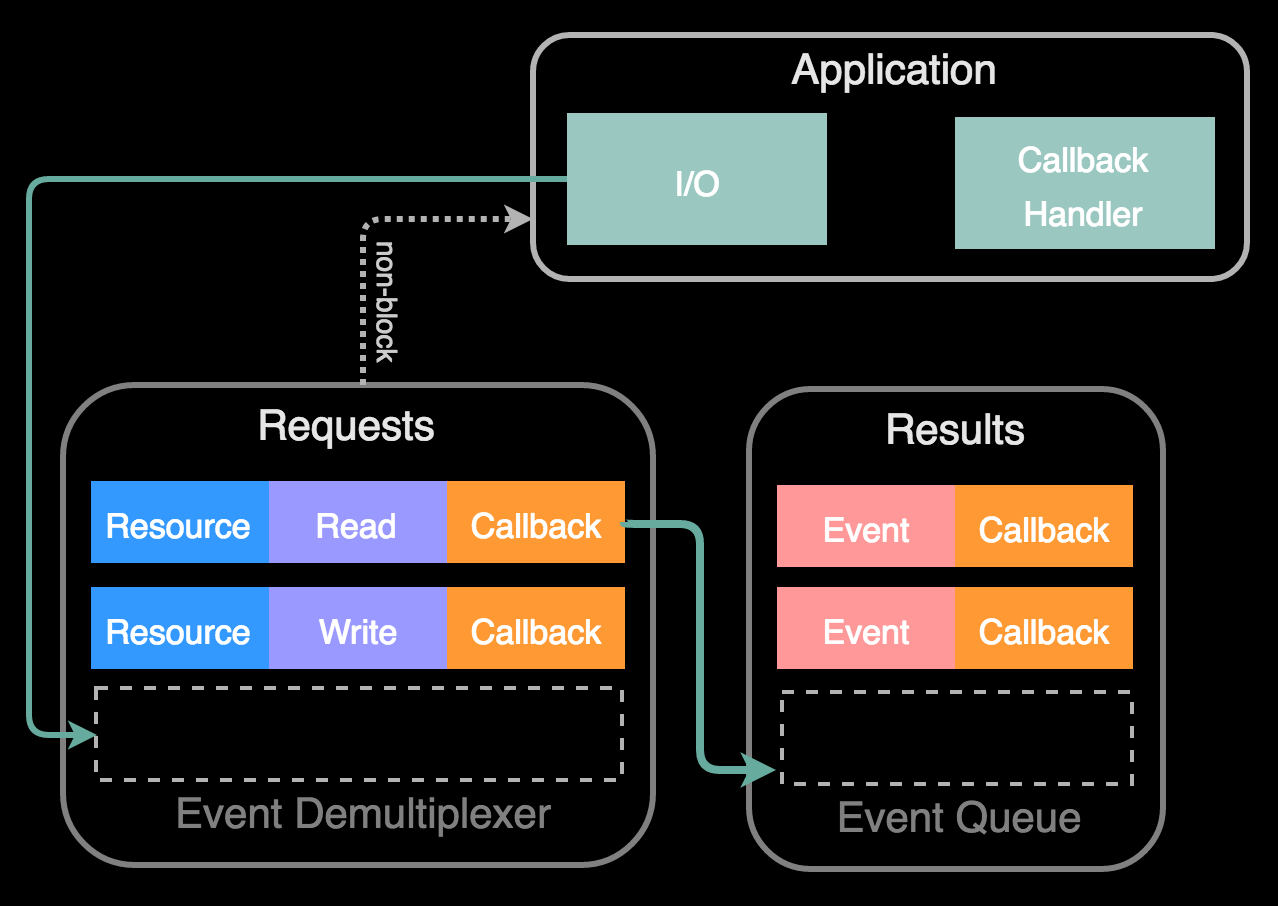 Application
I/O
Callback
Handler
non-block
Requests
Resource Read Callback
Resource Write Callback
Event Demultiplexer
Results
Event Callback
Event Callback
Event Queue